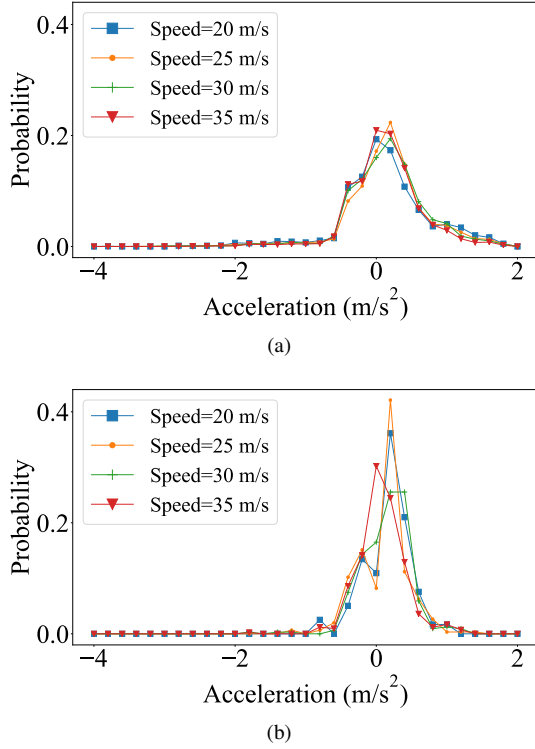 0.4
0.2
0.0
Probability
Speed=20 m/s
Speed=25 m/s
Speed=30 m/s
Speed=35 m/s
−4 −2 0 2
Acceleration (m/s²)
(a)
0.4
0.2
0.0
Probability
Speed=20 m/s
Speed=25 m/s
Speed=30 m/s
Speed=35 m/s
−4 −2 0 2
Acceleration (m/s²)
(b)